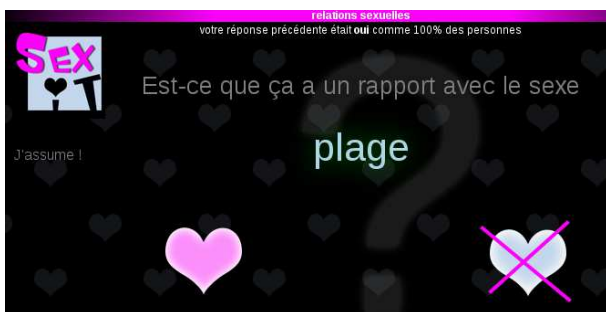 relations sexuelles
votre réponse précédente était oui comme 100% des personnes
SEX
iT
Est-ce que ça a un rapport avec le sexe
?
J'assume !
plage